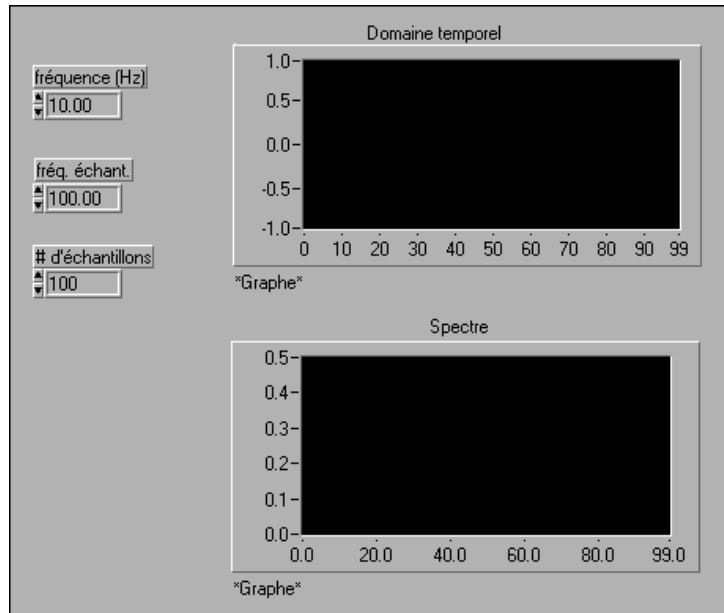 fréquence (Hz)
10.00
fréq. échant.
100.00
# d'échantillons
100
Domaine temporel
1.0
0.5
0.0
-0.5
-1.0
0 10 20 30 40 50 60 70 80 90 99
*Graphe*
Spectre
0.5
0.4
0.3
0.2
0.1
0.0
0.0 20.0 40.0 60.0 80.0 99.0
*Graphe*